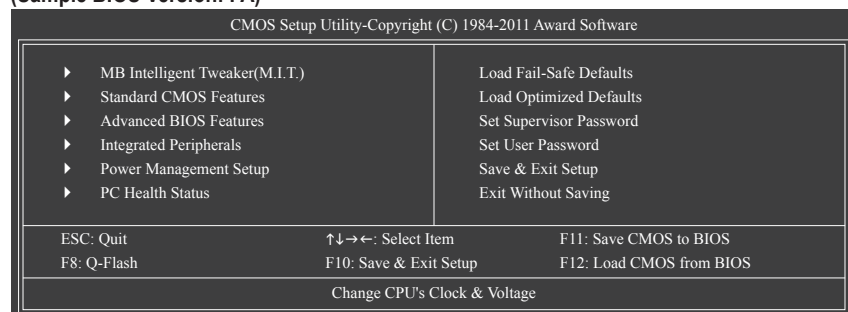 (Sample BIOS Version: FA)
CMOS Setup Utility-Copyright (C) 1984-2011 Award Software
MB Intelligent Tweaker(M.I.T.)
Standard CMOS Features
Advanced BIOS Features
Integrated Peripherals
Power Management Setup
PC Health Status
Load Fail-Safe Defaults
Load Optimized Defaults
Set Supervisor Password
Set User Password
Save & Exit Setup
Exit Without Saving
ESC: Quit ↑↓→←: Select Item F11: Save CMOS to BIOS
F8: Q-Flash F10: Save & Exit Setup F12: Load CMOS from BIOS
Change CPU's Clock & Voltage